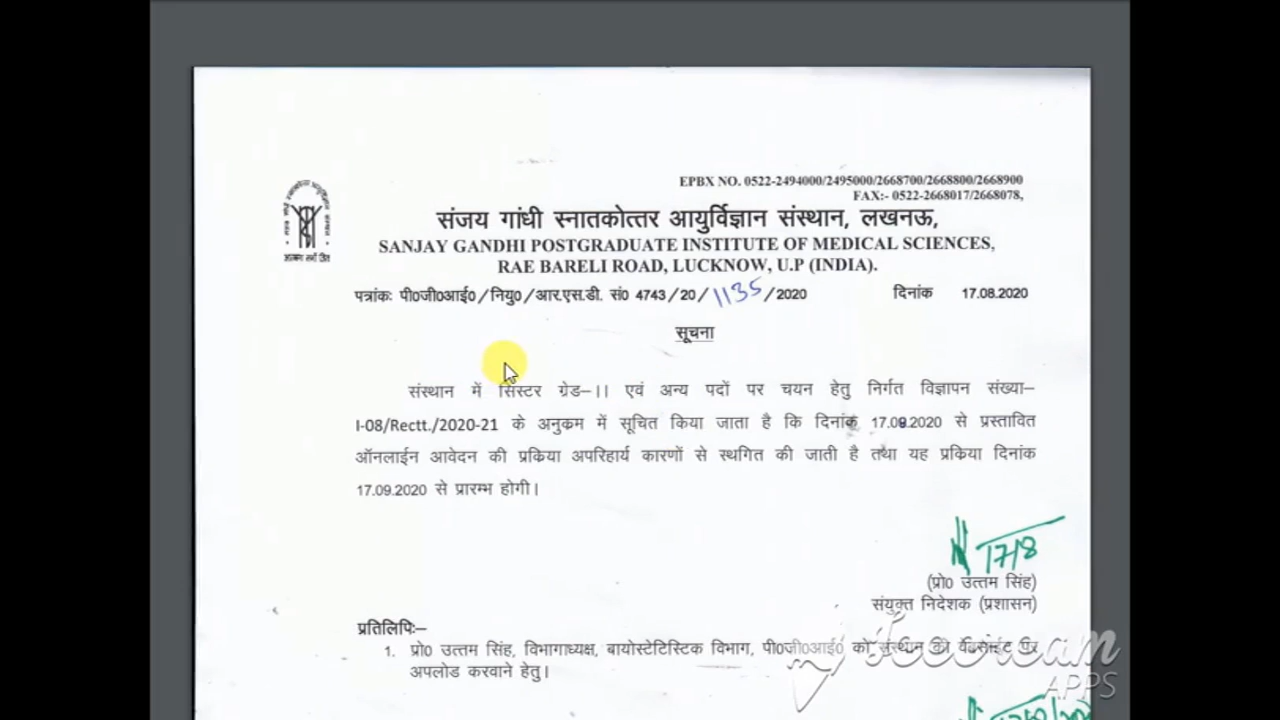 EPBX NO. 0522-2494000/2495000/2668700/2668800/2668900
FAX:- 0522-2668017/2668078,
संजय गांधी स्नातकोत्तर आयुर्विज्ञान संस्थान, लखनऊ,
SANJAY GANDHI POSTGRADUATE INSTITUTE OF MEDICAL SCIENCES,
RAE BARELI ROAD, LUCKNOW, U.P (INDIA).
पत्रांकः पी0जी0आई0/नियु0/आर.एस.डी. सं0 4743/20/1135/2020 दिनांक 17.08.2020
सूचना
संस्थान में सिस्टर ग्रेड–।। एवं अन्य पदों पर चयन हेतु निर्गत विज्ञापन संख्या–
I-08/Rectt./2020-21 के अनुक्रम में सूचित किया जाता है कि दिनांक 17.08.2020 से प्रस्तावित
ऑनलाईन आवेदन की प्रकिया अपरिहार्य कारणों से स्थगित की जाती है तथा यह प्रकिया दिनांक
17.09.2020 से प्रारम्भ होगी।
17/8
(प्रो0 उत्तम सिंह)
संयुक्त निदेशक (प्रशासन)
प्रतिलिपिः–
1. प्रो0 उत्तम सिंह, विभागाध्यक्ष, बायोस्टेटिस्टिक विभाग, पी0जी0आई0 को संस्थान की वेबसाईट पर
अपलोड करवाने हेतु।
Icecream
APPS